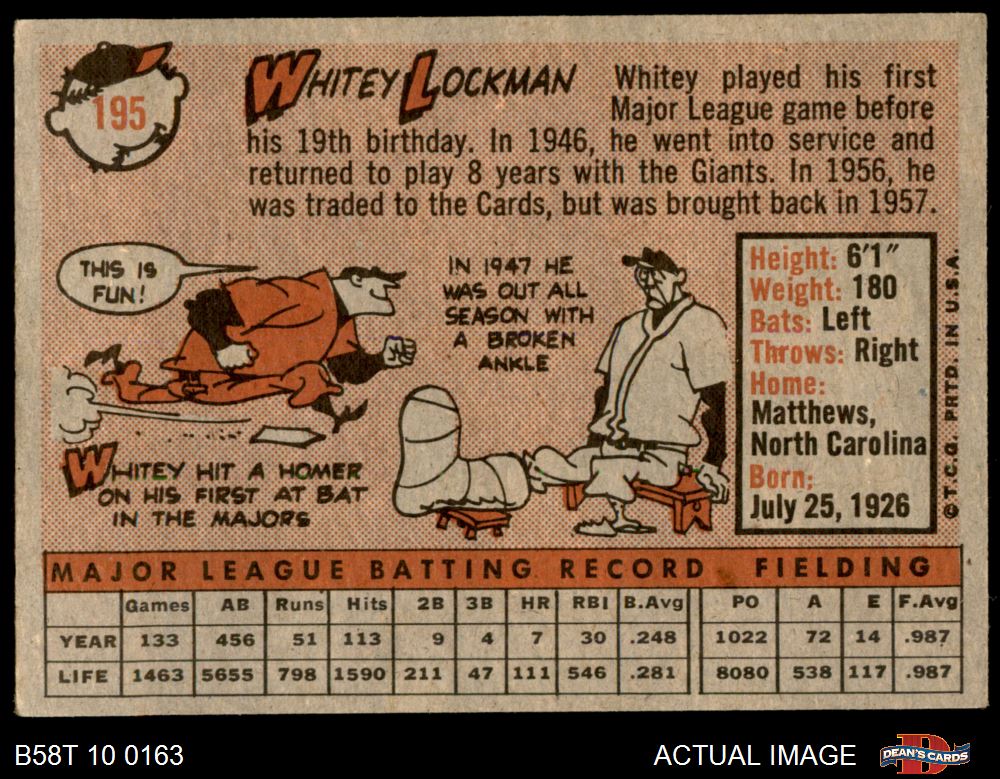 195
WHITEY LOCKMAN
Whitey played his first
Major League game before
his 19th birthday. In 1946, he went into service and
returned to play 8 years with the Giants. In 1956, he
was traded to the Cards, but was brought back in 1957.
THIS IS
FUN!
WHITEY HIT A HOMER
ON HIS FIRST AT BAT
IN THE MAJORS
IN 1947 HE
WAS OUT ALL
SEASON WITH
A BROKEN
ANKLE
Height: 6'1"
Weight: 180
Bats: Left
Throws: Right
Home:
Matthews,
North Carolina
Born:
July 25, 1926
© T.C.G. PRTD. IN U.S.A.
MAJOR LEAGUE BATTING RECORD FIELDING
Games AB Runs Hits 2B 3B HR RBI B.Avg PO A E F.Avg
YEAR 133 456 51 113 9 4 7 30 .248 1022 72 14 .987
LIFE 1463 5655 798 1590 211 47 111 546 .281 8080 538 117 .987
B58T 10 0163
ACTUAL IMAGE
D
DEAN'S CARDS